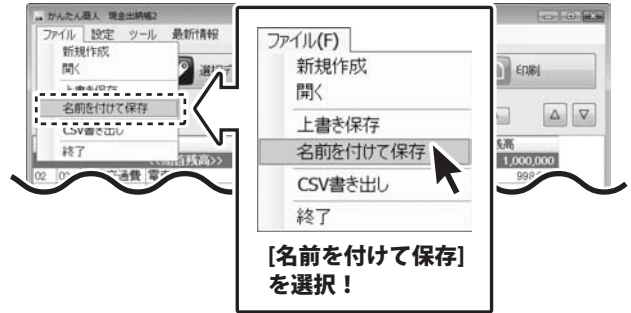 かんたん商人 現金出納帳2
ファイル 設定 ツール 最新情報
新規作成
開く
上書き保存
名前を付けて保存
CSV書き出し
終了
印刷
残高
1,000,000
02
ファイル(F)
新規作成
開く
上書き保存
名前を付けて保存
CSV書き出し
終了
[名前を付けて保存]
を選択！